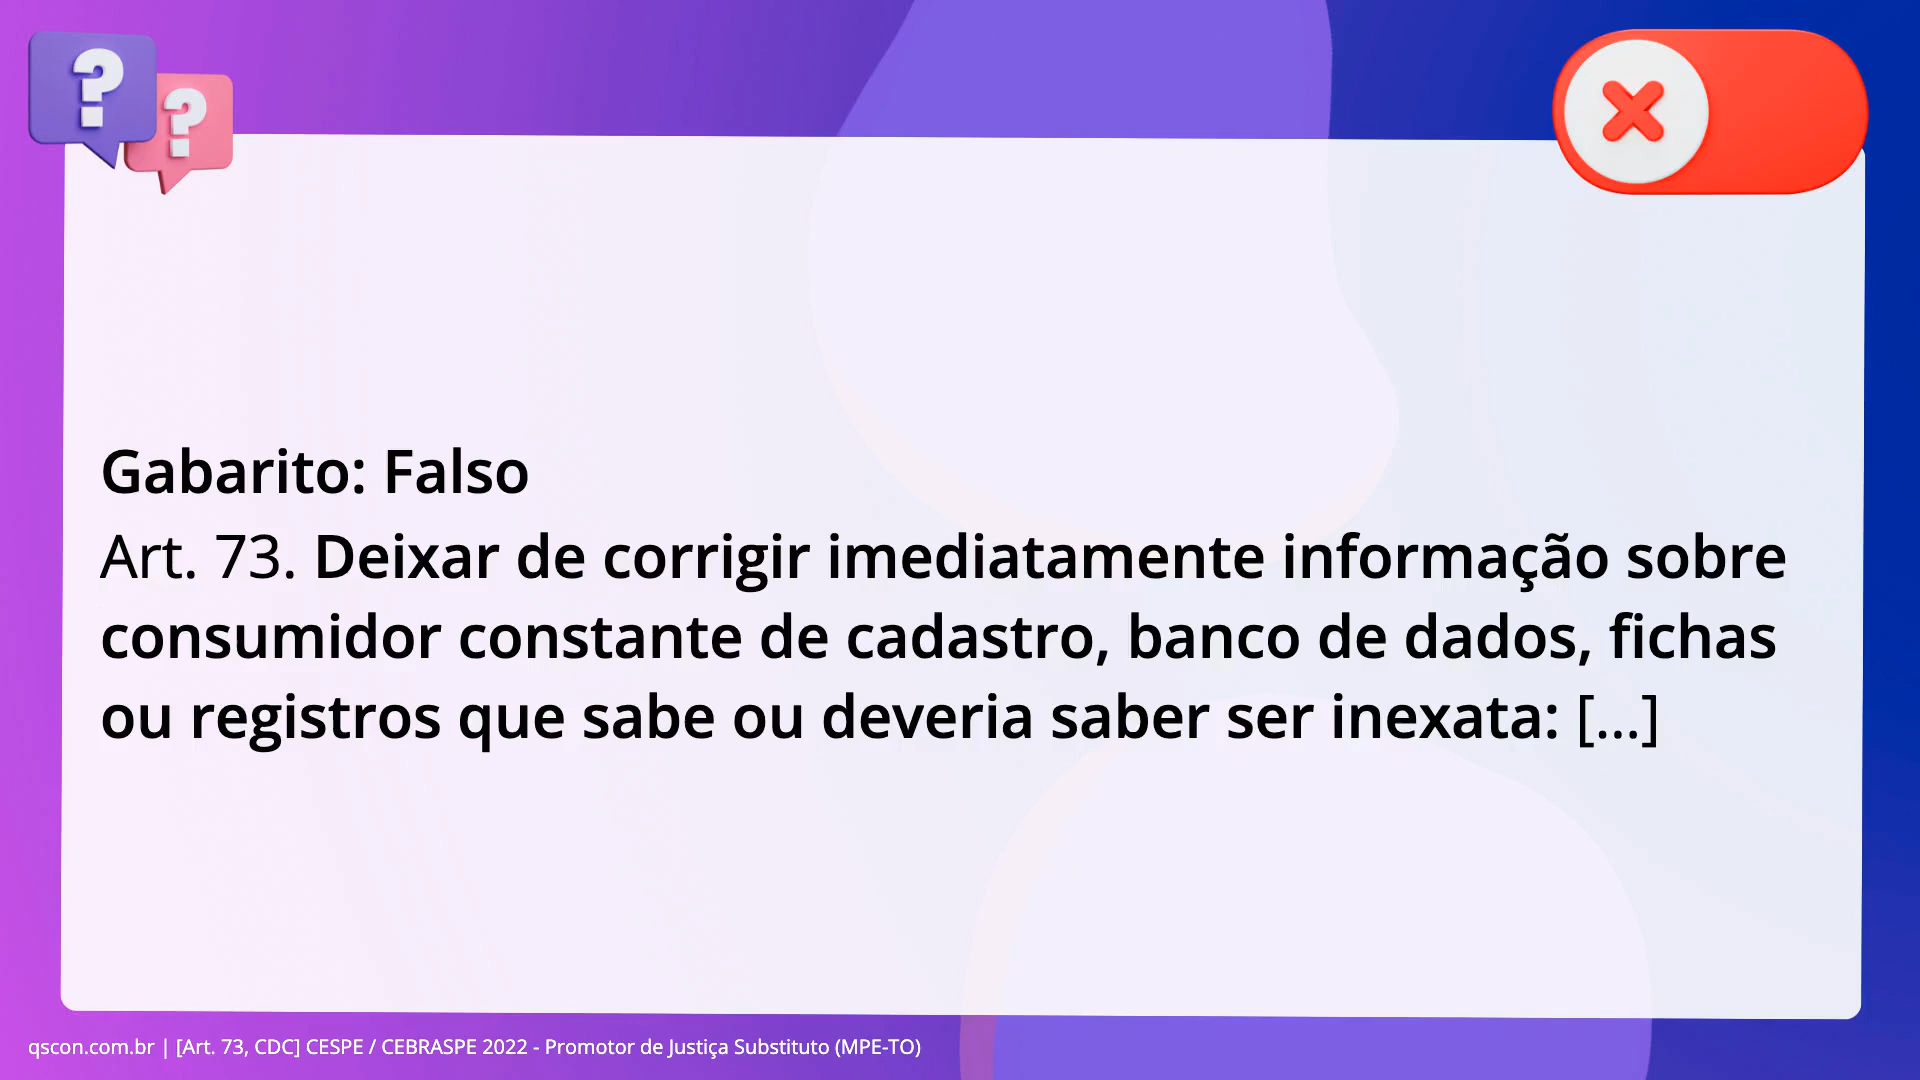 Gabarito: Falso
Art. 73. Deixar de corrigir imediatamente informação sobre
consumidor constante de cadastro, banco de dados, fichas
ou registros que sabe ou deveria saber ser inexata: [...]
qscon.com.br | [Art. 73, CDC] CESPE / CEBRASPE 2022 - Promotor de Justiça Substituto (MPE-TO)